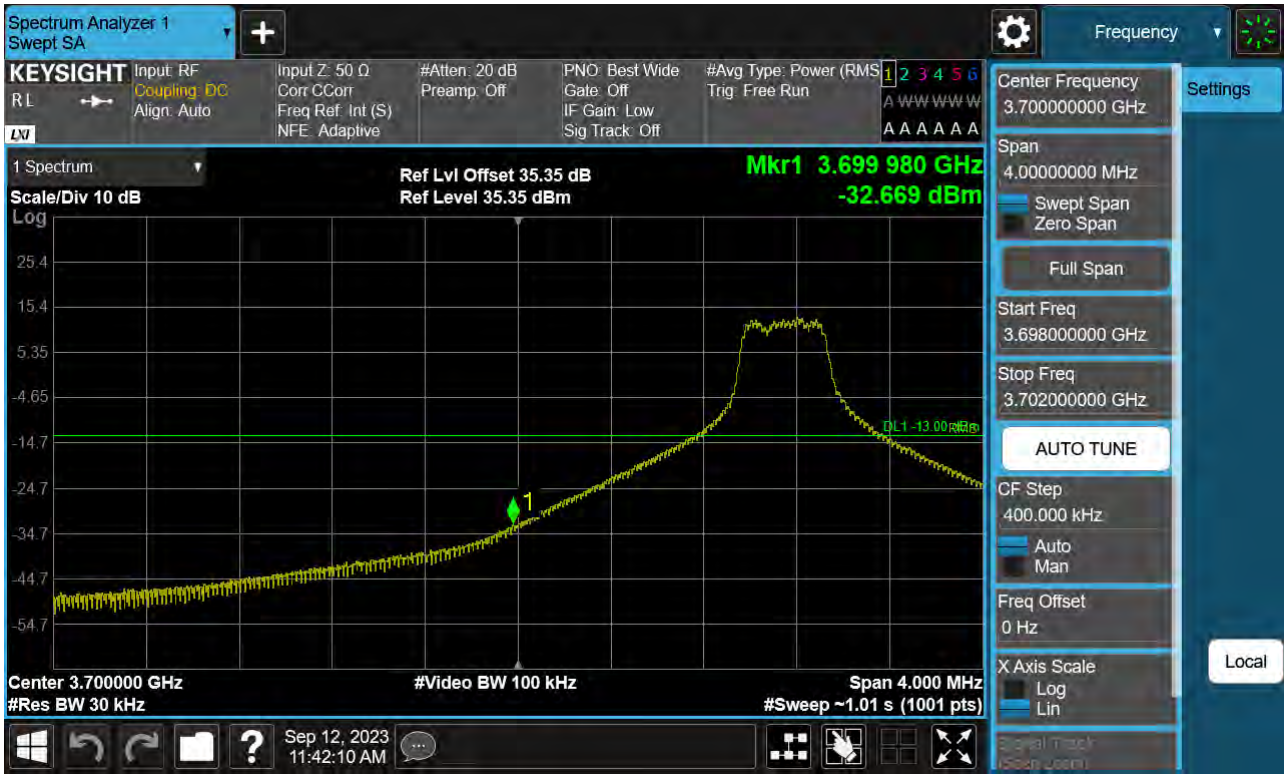 Spectrum Analyzer 1
Swept SA
+
Frequency
KEYSIGHT
RL
LXI
Input: RF
Coupling: DC
Align: Auto
Input Z: 50 Ω
Corr CCorr
Freq Ref: Int (S)
NFE: Adaptive
#Atten: 20 dB
Preamp: Off
PNO: Best Wide
Gate: Off
IF Gain: Low
Sig Track: Off
#Avg Type: Power (RMS
Trig: Free Run
1 2 3 4 5 6
A W W W W W
A A A A A A
1 Spectrum
Scale/Div 10 dB
Log
Ref Lvl Offset 35.35 dB
Ref Level 35.35 dBm
Mkr1 3.699 980 GHz
-32.669 dBm
25.4
15.4
5.35
-4.65
-14.7
-24.7
-34.7
-44.7
-54.7
DL1 -13.00 dBm
RMS
1
Center 3.700000 GHz
#Res BW 30 kHz
#Video BW 100 kHz
Span 4.000 MHz
#Sweep ~1.01 s (1001 pts)
Center Frequency
3.700000000 GHz
Span
4.00000000 MHz
Swept Span
Zero Span
Full Span
Start Freq
3.698000000 GHz
Stop Freq
3.702000000 GHz
AUTO TUNE
CF Step
400.000 kHz
Auto
Man
Freq Offset
0 Hz
X Axis Scale
Log
Lin
Signal Track
(Span Zoom)
Settings
Local
?
Sep 12, 2023
11:42:10 AM